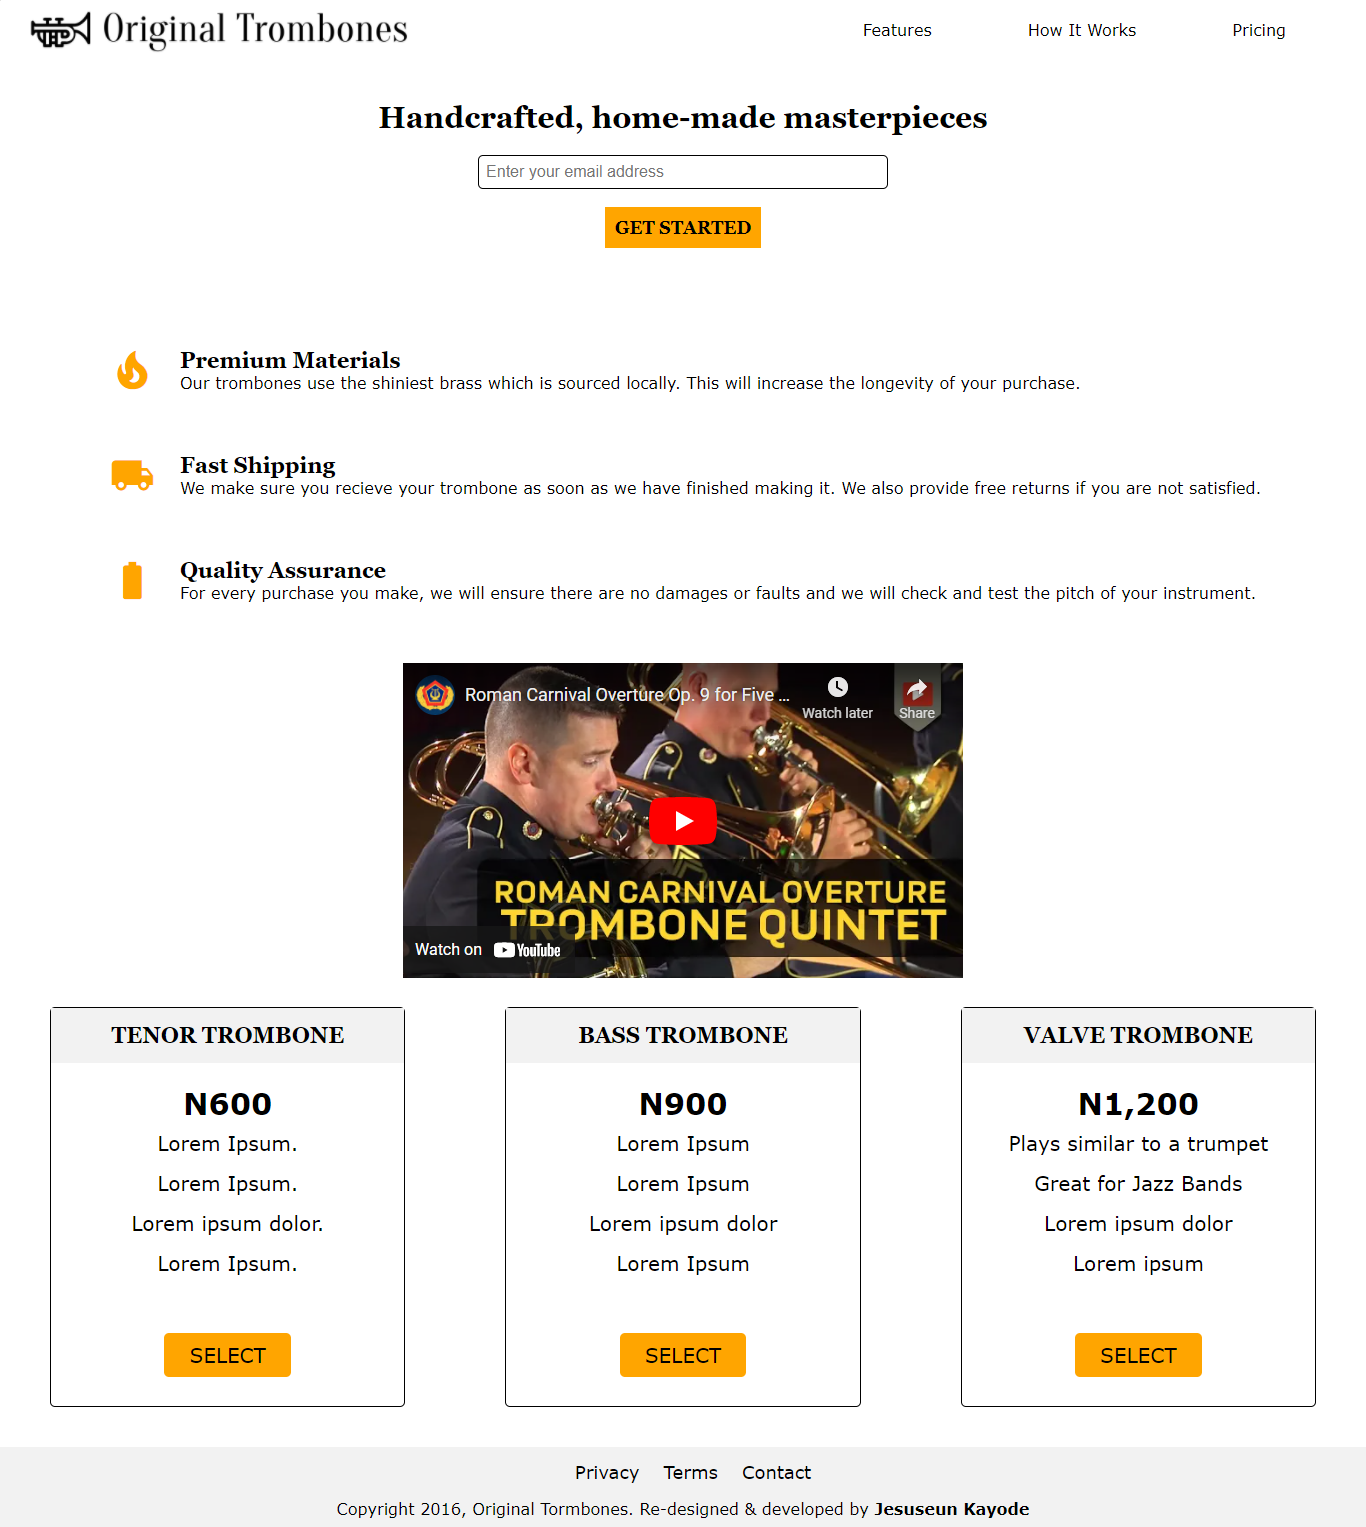 Original Trombones
Features How It Works Pricing
Handcrafted, home-made masterpieces
Enter your email address
GET STARTED
Premium Materials
Our trombones use the shiniest brass which is sourced locally. This will increase the longevity of your purchase.
Fast Shipping
We make sure you recieve your trombone as soon as we have finished making it. We also provide free returns if you are not satisfied.
Quality Assurance
For every purchase you make, we will ensure there are no damages or faults and we will check and test the pitch of your instrument.
Roman Carnival Overture Op. 9 for Five ...
Watch later
Share
ROMAN CARNIVAL OVERTURE
TROMBONE QUINTET
Watch on YouTube
TENOR TROMBONE
N600
Lorem Ipsum.
Lorem Ipsum.
Lorem ipsum dolor.
Lorem Ipsum.
SELECT
BASS TROMBONE
N900
Lorem Ipsum
Lorem Ipsum
Lorem ipsum dolor
Lorem Ipsum
SELECT
VALVE TROMBONE
N1,200
Plays similar to a trumpet
Great for Jazz Bands
Lorem ipsum dolor
Lorem ipsum
SELECT
Privacy Terms Contact
Copyright 2016, Original Tormbones. Re-designed & developed by Jesuseun Kayode